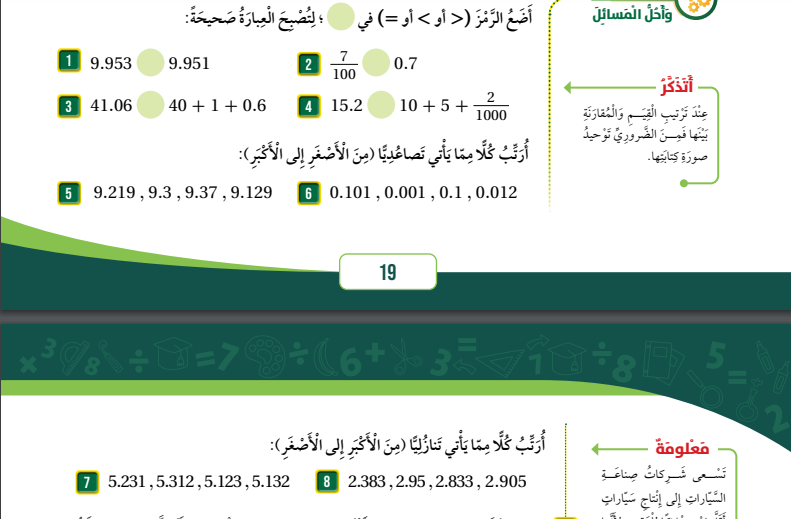 وَأَحُلُّ الْمَسائِلَ
أَضَعُ الرَّمْزَ (< أو > أو =) في ؛ لِتُصْبِحَ الْعِبارَةُ صَحيحَةً:
1 9.953 9.951
2 7/100 0.7
3 41.06 40 + 1 + 0.6
4 15.2 10 + 5 + 2/1000
أَتَذَكَّرُ
عِنْدَ تَرْتيبِ الْقِيَمِ وَالْمُقارَنَةِ
بَيْنَها فَمِنَ الضَّرورِيِّ تَوْحيدُ
صورَةِ كِتابَتِها.
أُرَتِّبُ كُلًّا مِمّا يَأْتي تَصاعُدِيًّا (مِنَ الْأَصْغَرِ إِلى الْأَكْبَرِ):
5 9.219 , 9.3 , 9.37 , 9.129
6 0.101 , 0.001 , 0.1 , 0.012
19
أُرَتِّبُ كُلًّا مِمّا يَأْتي تَنازُلِيًّا (مِنَ الْأَكْبَرِ إِلى الْأَصْغَرِ):
7 5.231 , 5.312 , 5.123 , 5.132
8 2.383 , 2.95 , 2.833 , 2.905
مَعْلومَةٌ
تَسْعى شَرِكاتُ صِناعَةِ
السَّيّاراتِ إِلى إِنْتاجِ سَيّاراتٍ